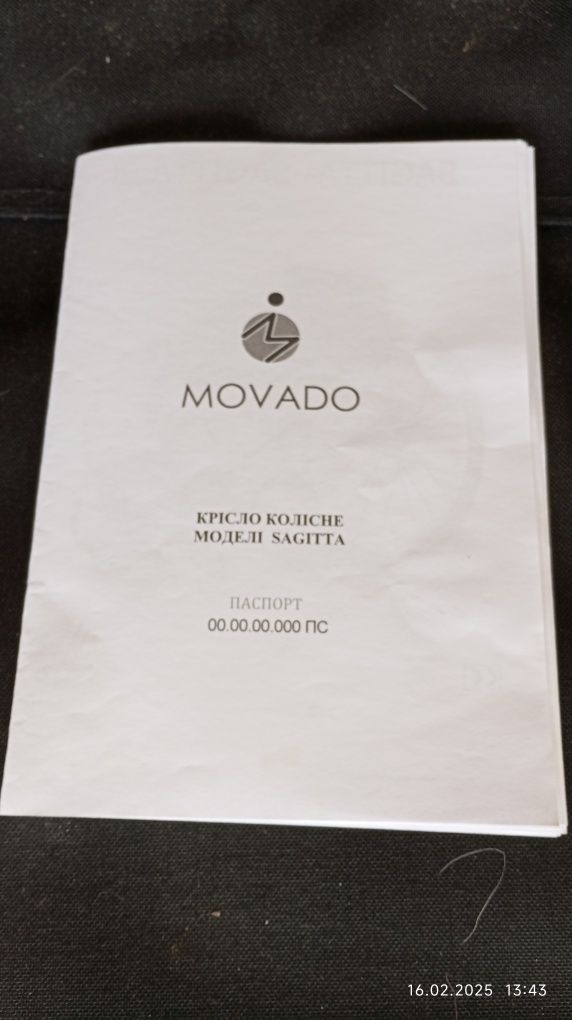 MOVADO
КРІСЛО КОЛІСНЕ
МОДЕЛІ SAGITTA
ПАСПОРТ
00.00.00.000 ПС
16.02.2025 13:43